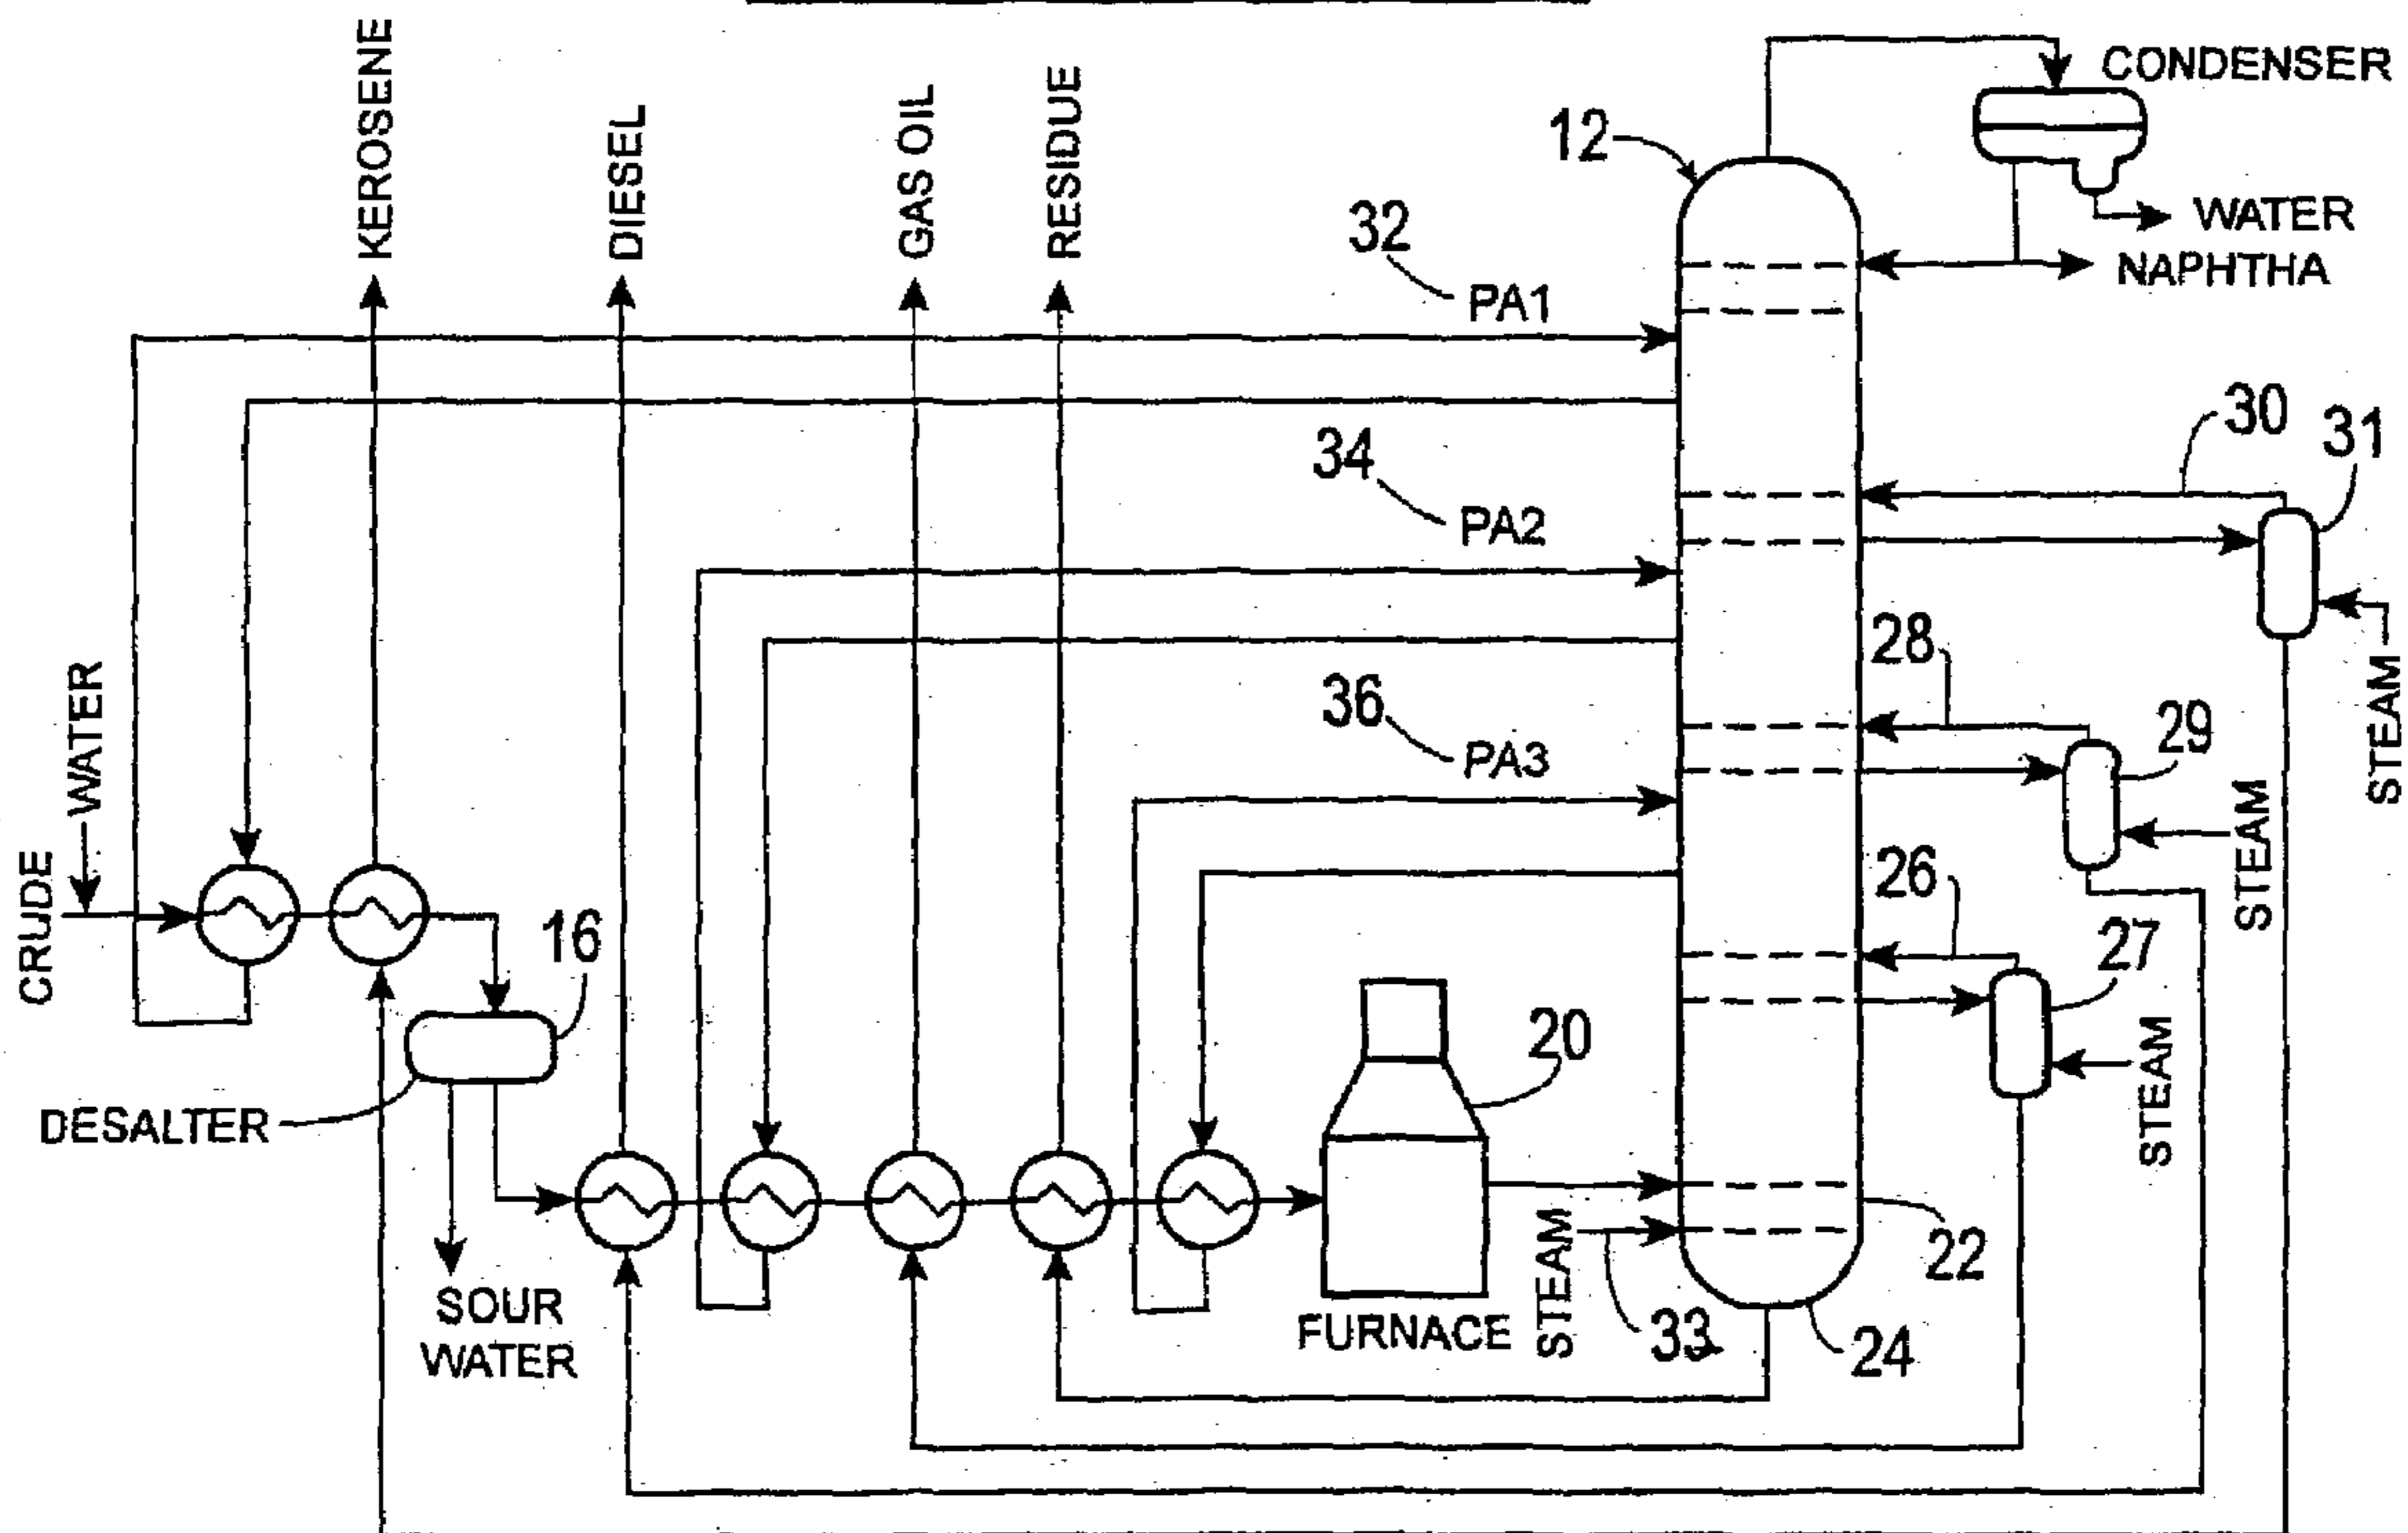 KEROSENE
DIESEL
GAS OIL
RESIDUE
CONDENSER
12
WATER
NAPHTHA
32
PA1
30
31
34
PA2
STEAM
28
29
36
PA3
STEAM
WATER
CRUDE
26
27
16
20
STEAM
DESALTER
SOUR
WATER
FURNACE
STEAM
33
22
24